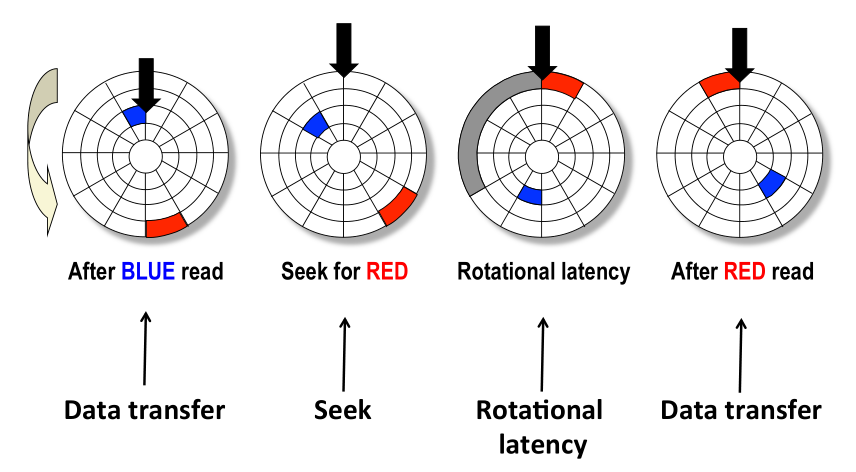 After BLUE read
Seek for RED
Rotational latency
After RED read
Data transfer
Seek
Rotational
latency
Data transfer